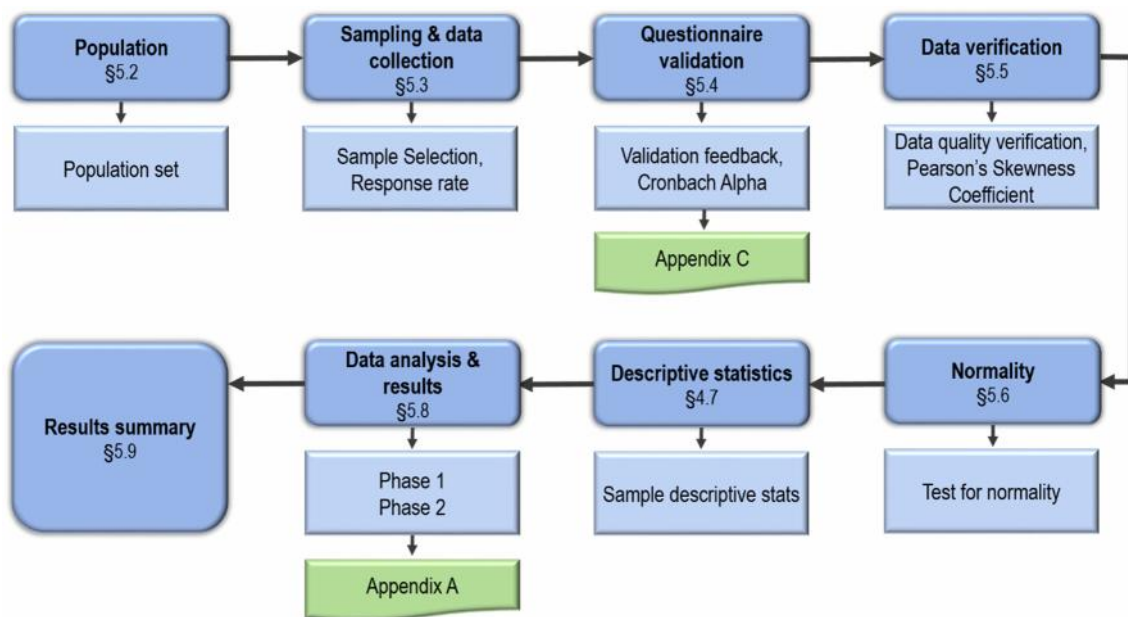 Population
§5.2
Sampling & data
collection
§5.3
Questionnaire
validation
§5.4
Data verification
§5.5
Population set
Sample Selection,
Response rate
Validation feedback,
Cronbach Alpha
Data quality verification,
Pearson's Skewness
Coefficient
Appendix C
Normality
§5.6
Descriptive statistics
§4.7
Data analysis &
results
§5.8
Results summary
§5.9
Test for normality
Sample descriptive stats
Phase 1
Phase 2
Appendix A